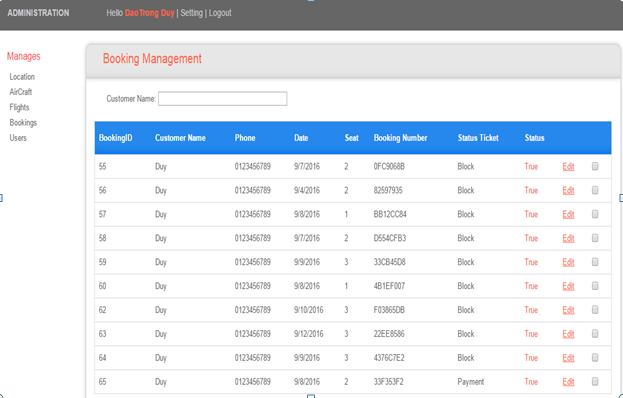 ADMINISTRATION Hello DaoTrong Duy | Setting | Logout
Manages
Location
AirCraft
Flights
Bookings
Users
Booking Management
Customer Name:
BookingID Customer Name Phone Date Seat Booking Number Status Ticket Status
55 Duy 0123456789 9/7/2016 2 0FC9068B Block True Edit
56 Duy 0123456789 9/4/2016 2 82597935 Block True Edit
57 Duy 0123456789 9/8/2016 1 BB12CC84 Block True Edit
58 Duy 0123456789 9/7/2016 2 D554CFB3 Block True Edit
59 Duy 0123456789 9/9/2016 3 33CB45D8 Block True Edit
60 Duy 0123456789 9/8/2016 1 4B1EF007 Block True Edit
62 Duy 0123456789 9/10/2016 3 F03865DB Block True Edit
63 Duy 0123456789 9/12/2016 3 22EE8586 Block True Edit
64 Duy 0123456789 9/9/2016 3 4376C7E2 Block True Edit
65 Duy 0123456789 9/8/2016 2 33F353F2 Payment True Edit